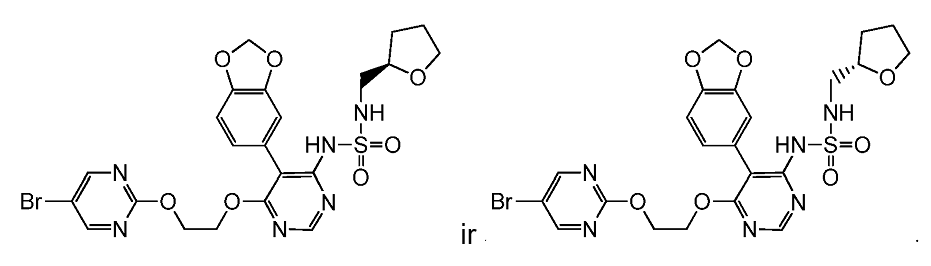 O O O
O O O
NH NH
HN S O HN S O
O O
N N
Br O O N Br O O N
N N N N
ir .
.